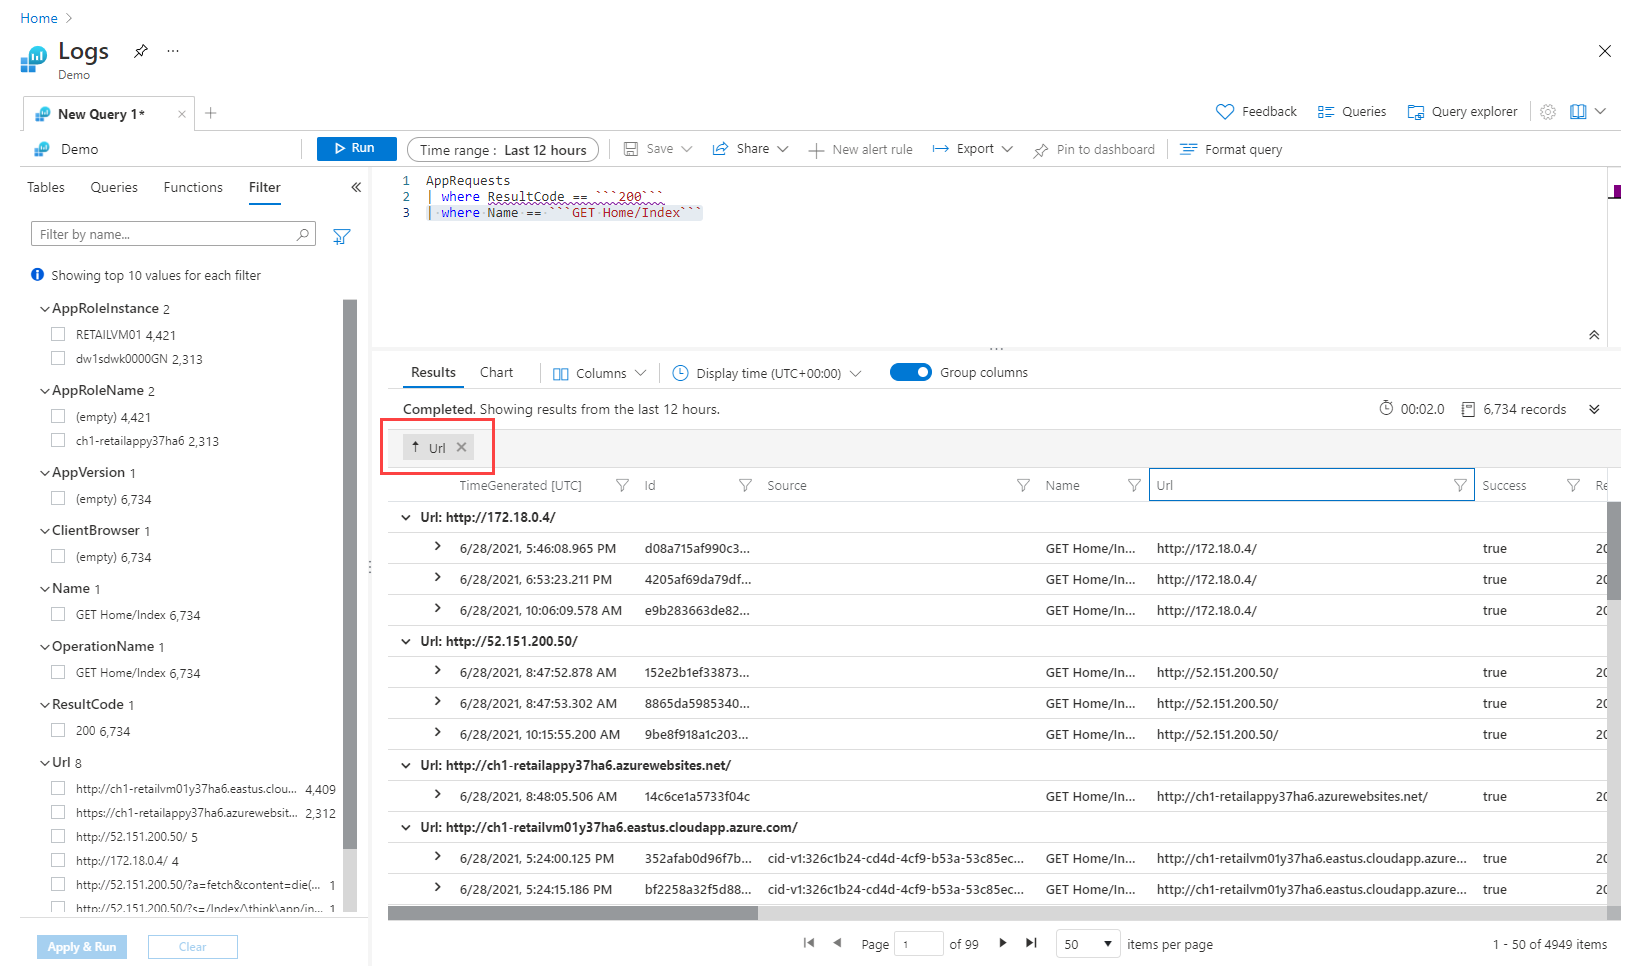 Home
Logs
Demo
New Query 1*
Feedback
Queries
Query explorer
Demo
Run
Time range : Last 12 hours
Save
Share
New alert rule
Export
Pin to dashboard
Format query
Tables
Queries
Functions
Filter
Filter by name...
Showing top 10 values for each filter
AppRoleInstance 2
RETAILVM01 4,421
dw1sdwk0000GN 2,313
AppRoleName 2
(empty) 4,421
ch1-retailappy37ha6 2,313
AppVersion 1
(empty) 6,734
ClientBrowser 1
(empty) 6,734
Name 1
GET Home/Index 6,734
OperationName 1
GET Home/Index 6,734
ResultCode 1
200 6,734
Url 8
http://ch1-retailvm01y37ha6.eastus.clou... 4,409
https://ch1-retailappy37ha6.azurewebsit... 2,312
http://52.151.200.50/ 5
http://172.18.0.4/ 4
http://52.151.200.50/?a=fetch&content=die(... 1
http://52.151.200.50/?s=/Index/\think\app/in... 1
Apply & Run
Clear
1 AppRequests
2 | where ResultCode == ```200```
3 | where Name == ```GET Home/Index```
Results
Chart
Columns
Display time (UTC+00:00)
Group columns
Completed. Showing results from the last 12 hours.
00:02.0
6,734 records
Url
TimeGenerated [UTC] Id Source Name Url Success Re
Url: http://172.18.0.4/
6/28/2021, 5:46:08.965 PM d08a715af990c3... GET Home/In... http://172.18.0.4/ true 20
6/28/2021, 6:53:23.211 PM 4205af69da79df... GET Home/In... http://172.18.0.4/ true 20
6/28/2021, 10:06:09.578 AM e9b283663de82... GET Home/In... http://172.18.0.4/ true 20
Url: http://52.151.200.50/
6/28/2021, 8:47:52.878 AM 152e2b1ef33873... GET Home/In... http://52.151.200.50/ true 20
6/28/2021, 8:47:53.302 AM 8865da5985340... GET Home/In... http://52.151.200.50/ true 20
6/28/2021, 10:15:55.200 AM 9be8f918a1c203... GET Home/In... http://52.151.200.50/ true 20
Url: http://ch1-retailappy37ha6.azurewebsites.net/
6/28/2021, 8:48:05.506 AM 14c6ce1a5733f04c GET Home/In... http://ch1-retailappy37ha6.azurewebsites.net/ true 20
Url: http://ch1-retailvm01y37ha6.eastus.cloudapp.azure.com/
6/28/2021, 5:24:00.125 PM 352afab0d96f7b... cid-v1:326c1b24-cd4d-4cf9-b53a-53c85ec... GET Home/In... http://ch1-retailvm01y37ha6.eastus.cloudapp.azure... true 20
6/28/2021, 5:24:15.186 PM bf2258a32f5d88... cid-v1:326c1b24-cd4d-4cf9-b53a-53c85ec... GET Home/In... http://ch1-retailvm01y37ha6.eastus.cloudapp.azure... true 20
Page 1 of 99
50 items per page
1 - 50 of 4949 items